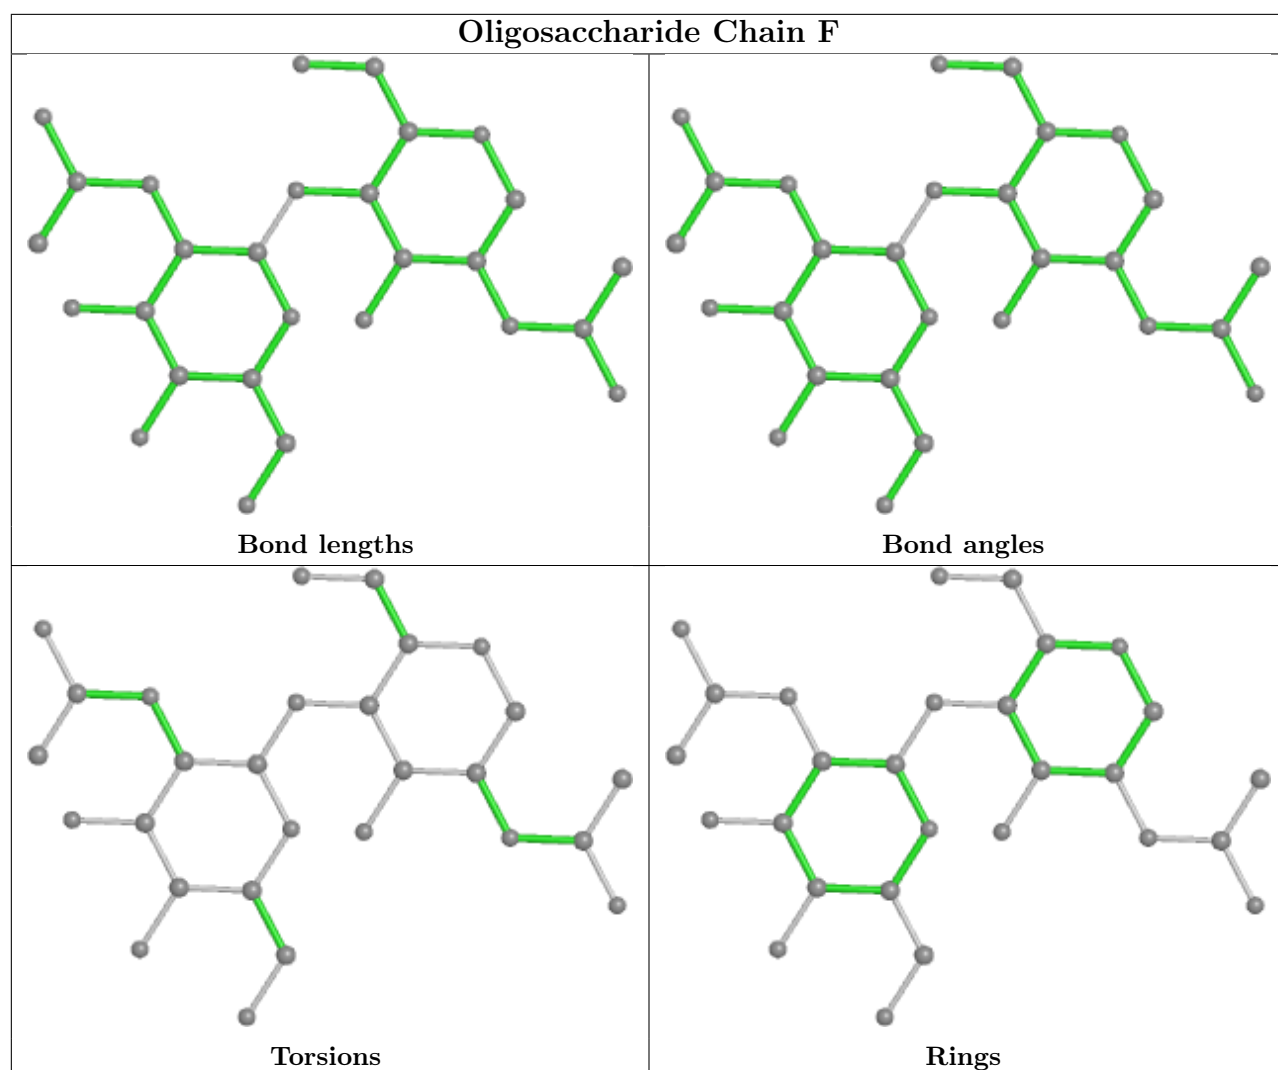 Oligosaccharide Chain F
Bond lengths
Bond angles
Torsions
Rings